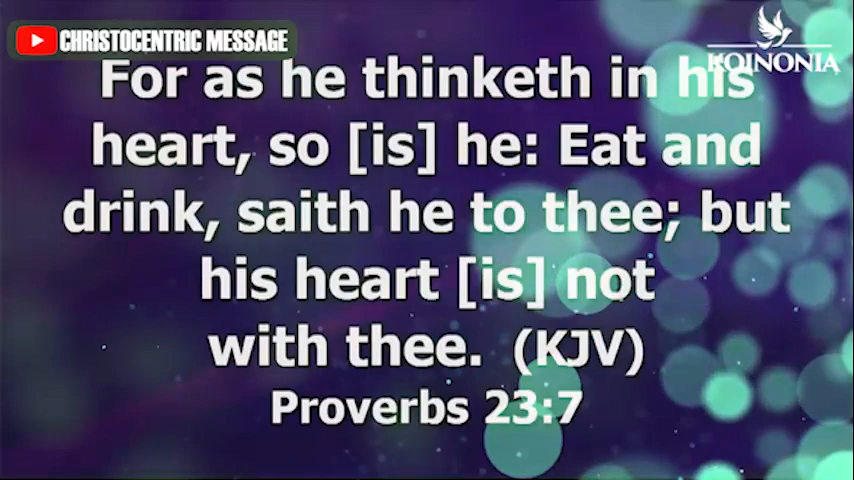 CHRISTOCENTRIC MESSAGE
KOINONIA
For as he thinketh in his
heart, so [is] he: Eat and
drink, saith he to thee; but
his heart [is] not
with thee. (KJV)
Proverbs 23:7